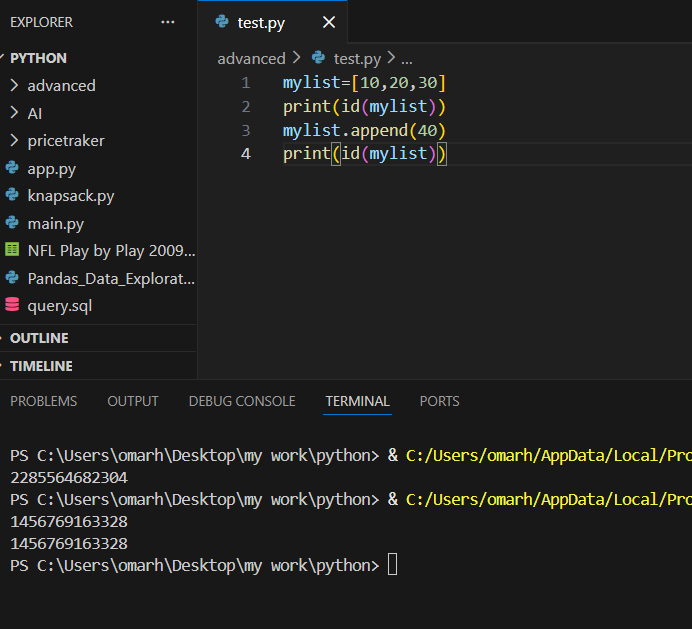 EXPLORER ...
PYTHON
advanced
AI
pricetraker
app.py
knapsack.py
main.py
NFL Play by Play 2009...
Pandas_Data_Explorat...
query.sql
OUTLINE
TIMELINE
test.py
advanced > test.py > ...
1 mylist=[10,20,30]
2 print(id(mylist))
3 mylist.append(40)
4 print(id(mylist))
PROBLEMS OUTPUT DEBUG CONSOLE TERMINAL PORTS
PS C:\Users\omarh\Desktop\my work\python> & C:/Users/omarh/AppData/Local/Pro
2285564682304
PS C:\Users\omarh\Desktop\my work\python> & C:/Users/omarh/AppData/Local/Pro
1456769163328
1456769163328
PS C:\Users\omarh\Desktop\my work\python>